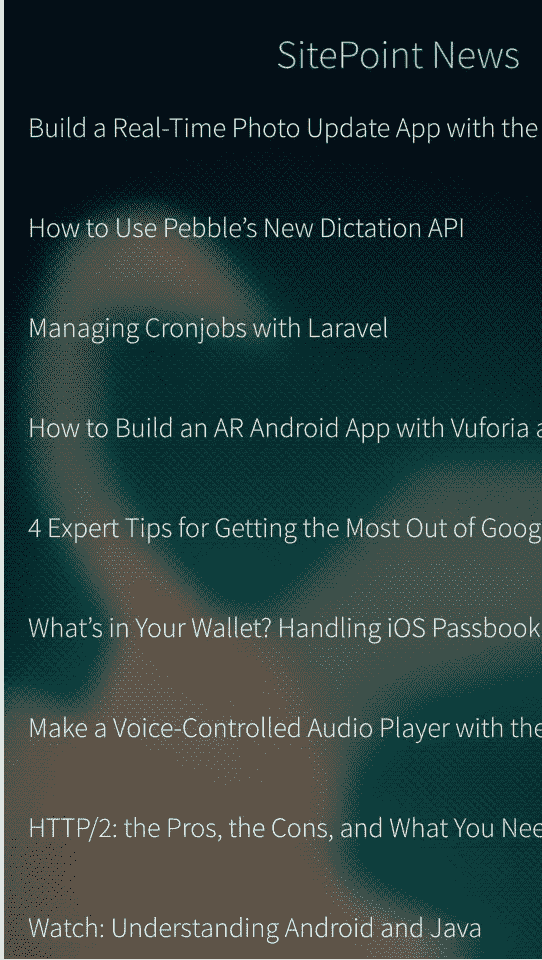 SitePoint News
Build a Real-Time Photo Update App with the
How to Use Pebble’s New Dictation API
Managing Cronjobs with Laravel
How to Build an AR Android App with Vuforia
4 Expert Tips for Getting the Most Out of Goog
What’s in Your Wallet? Handling iOS Passbook
Make a Voice-Controlled Audio Player with the
HTTP/2: the Pros, the Cons, and What You Nee
Watch: Understanding Android and Java